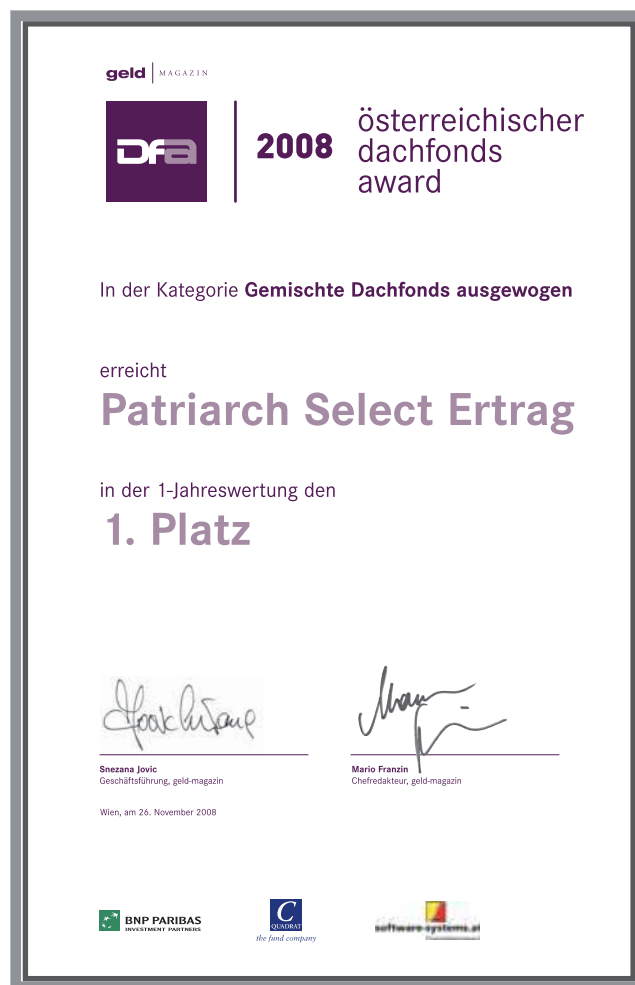 geld MAGAZIN
DFA
2008
österreichischer
dachfonds
award
In der Kategorie Gemischte Dachfonds ausgewogen
erreicht
Patriarch Select Ertrag
in der 1-Jahreswertung den
1. Platz
Snezana Jovic
Geschäftsführung, geld-magazin
Mario Franzin
Chefredakteur, geld-magazin
Wien, am 26. November 2008
BNP PARIBAS
INVESTMENT PARTNERS
C
QUADRAT
the fund company
software-systems.at